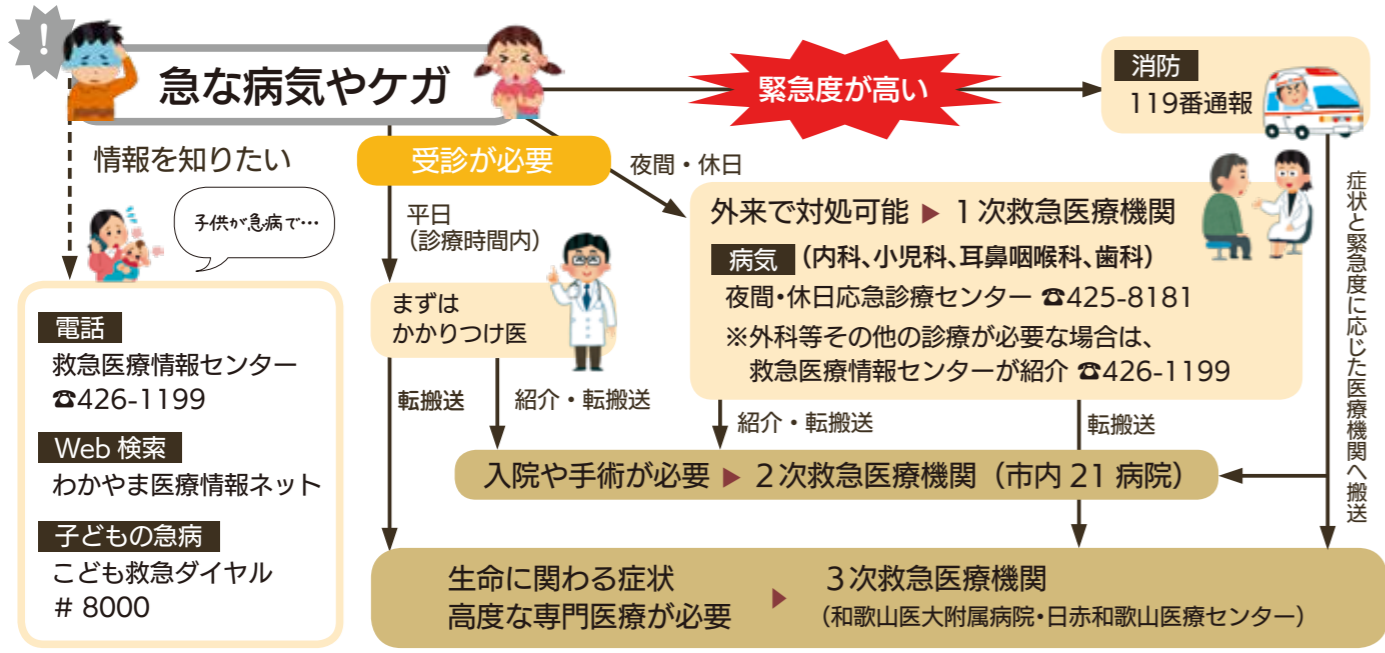 !
急な病気やケガ
緊急度が高い
消防
119番通報
情報を知りたい
子供が急病で…
電話
救急医療情報センター
☎426-1199
Web 検索
わかやま医療情報ネット
子どもの急病
こども救急ダイヤル
# 8000
受診が必要
平日
（診療時間内）
まずは
かかりつけ医
転搬送
紹介・転搬送
夜間・休日
外来で対処可能 ▶ 1次救急医療機関
病気 (内科、小児科、耳鼻咽喉科、歯科)
夜間・休日応急診療センター ☎425-8181
※外科等その他の診療が必要な場合は、
救急医療情報センターが紹介 ☎426-1199
紹介・転搬送
転搬送
症状と緊急度に応じた医療機関へ搬送
入院や手術が必要 ▶ 2次救急医療機関（市内 21 病院）
生命に関わる症状
高度な専門医療が必要
▶
3次救急医療機関
（和歌山医大附属病院・日赤和歌山医療センター）